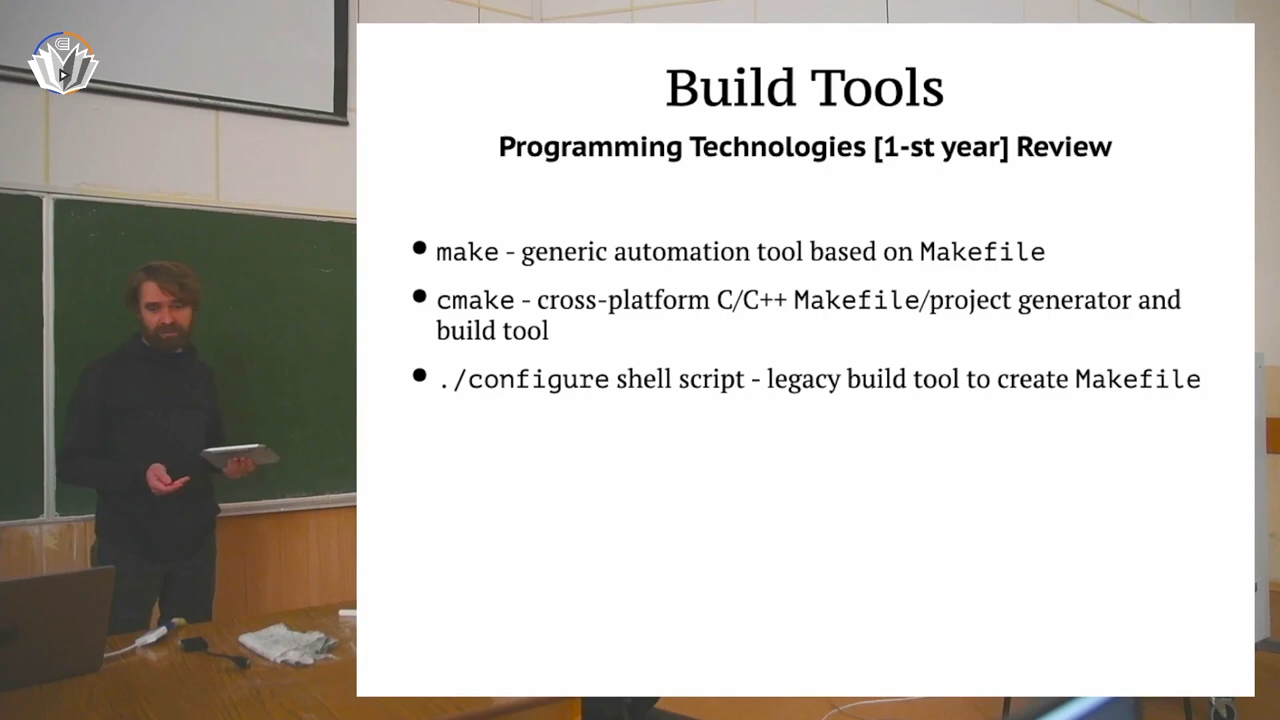 Build Tools
Programming Technologies [1-st year] Review
● make - generic automation tool based on Makefile
● cmake - cross-platform C/C++ Makefile/project generator and
build tool
● ./configure shell script - legacy build tool to create Makefile